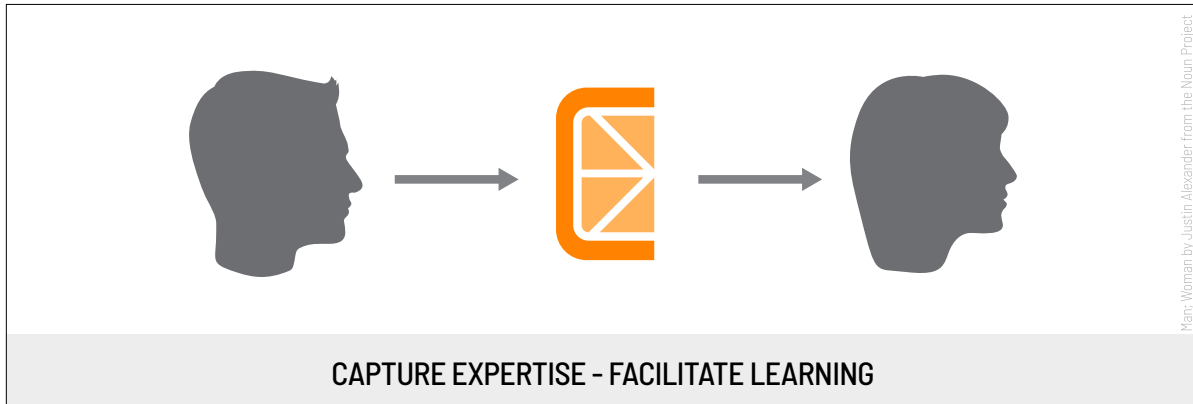 CAPTURE EXPERTISE - FACILITATE LEARNING
Man; Woman by Justin Alexander from the Noun Project